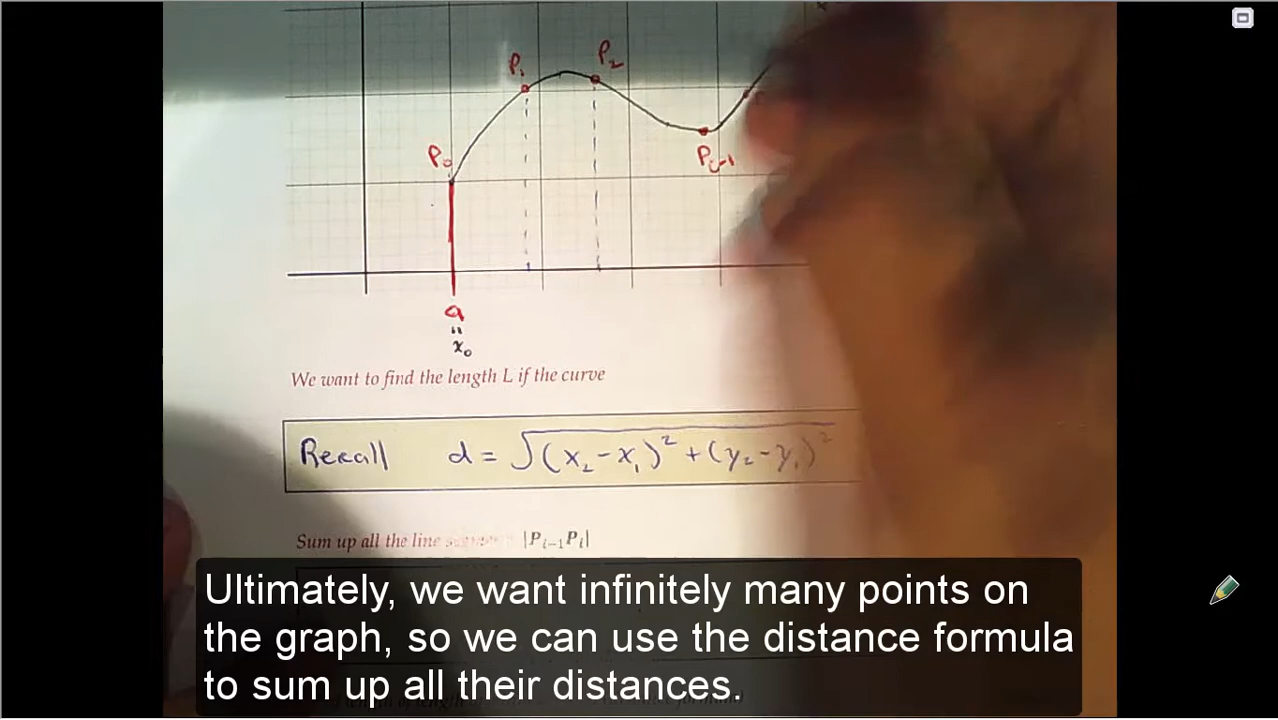 P₁ P₂
P₀ Pᵢ₋₁
a
"
x₀
We want to find the length L if the curve
Recall d = √(x₂-x₁)² + (y₂-y₁)²
Sum up all the line |Pᵢ₋₁Pᵢ|
Ultimately, we want infinitely many points on
the graph, so we can use the distance formula
to sum up all their distances.